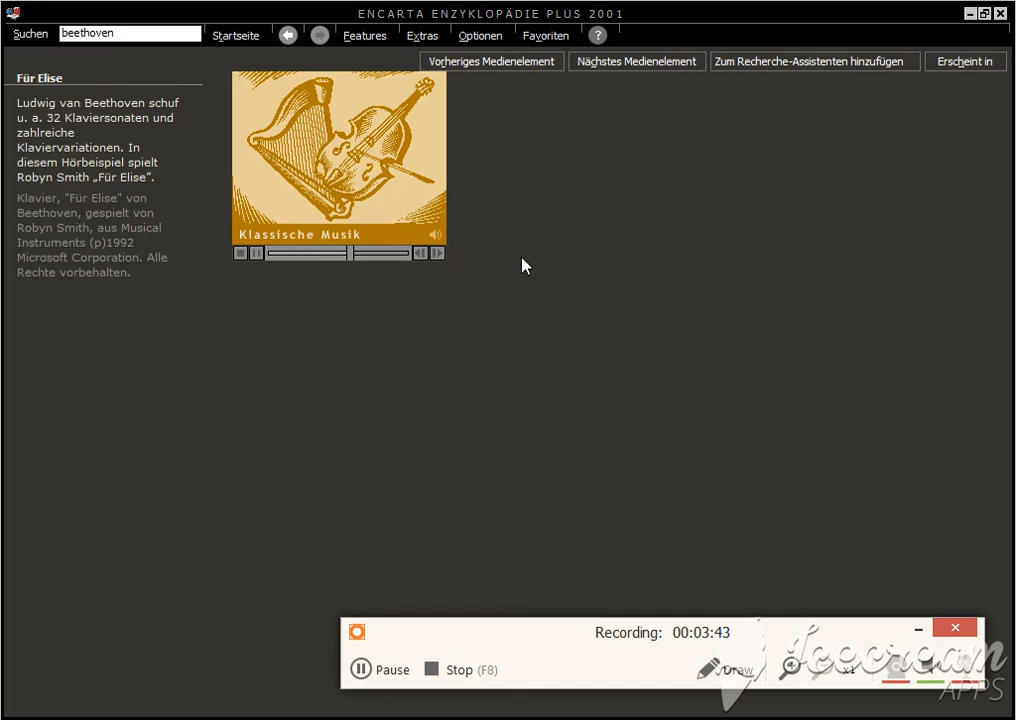 ENCARTA ENZYKLOPÄDIE PLUS 2001
Suchen beethoven Startseite Features Extras Optionen Favoriten ?
Vorheriges Medienelement Nächstes Medienelement Zum Recherche-Assistenten hinzufügen Erscheint in
Für Elise
Ludwig van Beethoven schuf
u. a. 32 Klaviersonaten und
zahlreiche
Klaviervariationen. In
diesem Hörbeispiel spielt
Robyn Smith „Für Elise”.
Klavier, "Für Elise" von
Beethoven, gespielt von
Robyn Smith, aus Musical
Instruments (p)1992
Microsoft Corporation. Alle
Rechte vorbehalten.
Klassische Musik
Recording: 00:03:43
Pause Stop (F8) Draw x1
Icecream
APPS